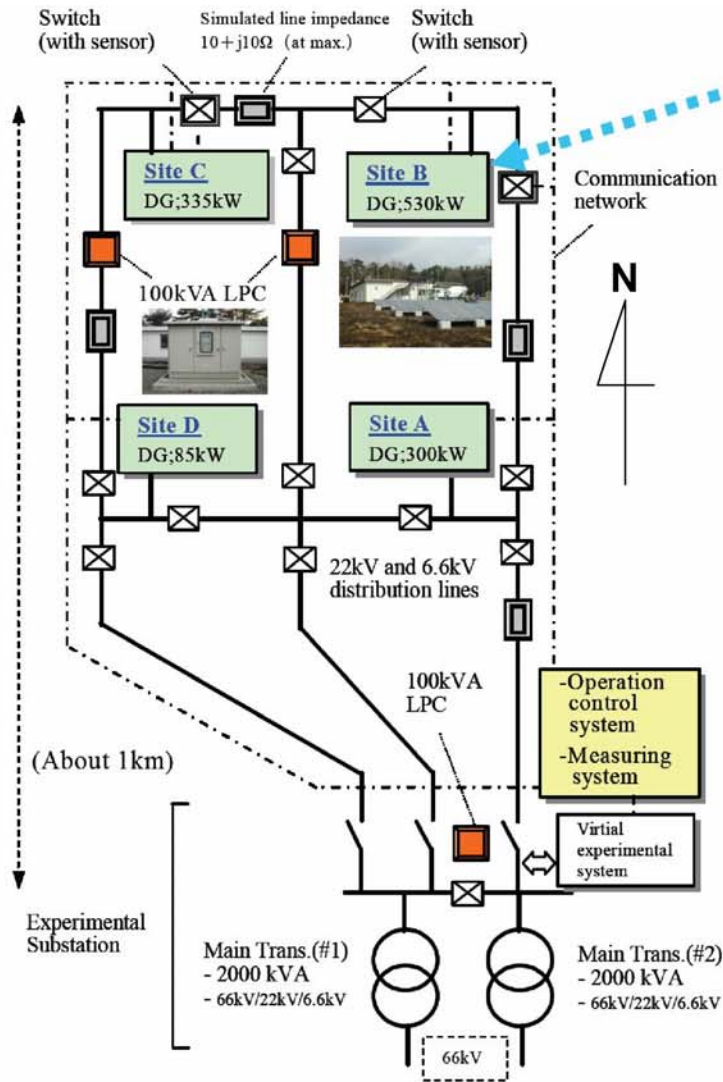 Switch
(with sensor)
Simulated line impedance
10+j10Ω (at max.)
Switch
(with sensor)
Site C
DG;335kW
Site B
DG;530kW
Communication
network
100kVA LPC
N
Site D
DG;85kW
Site A
DG;300kW
22kV and 6.6kV
distribution lines
100kVA
LPC
-Operation
control
system
-Measuring
system
(About 1km)
Virtial
experimental
system
Experimental
Substation
Main Trans.(#1)
- 2000 kVA
- 66kV/22kV/6.6kV
Main Trans.(#2)
- 2000 kVA
- 66kV/22kV/6.6kV
66kV